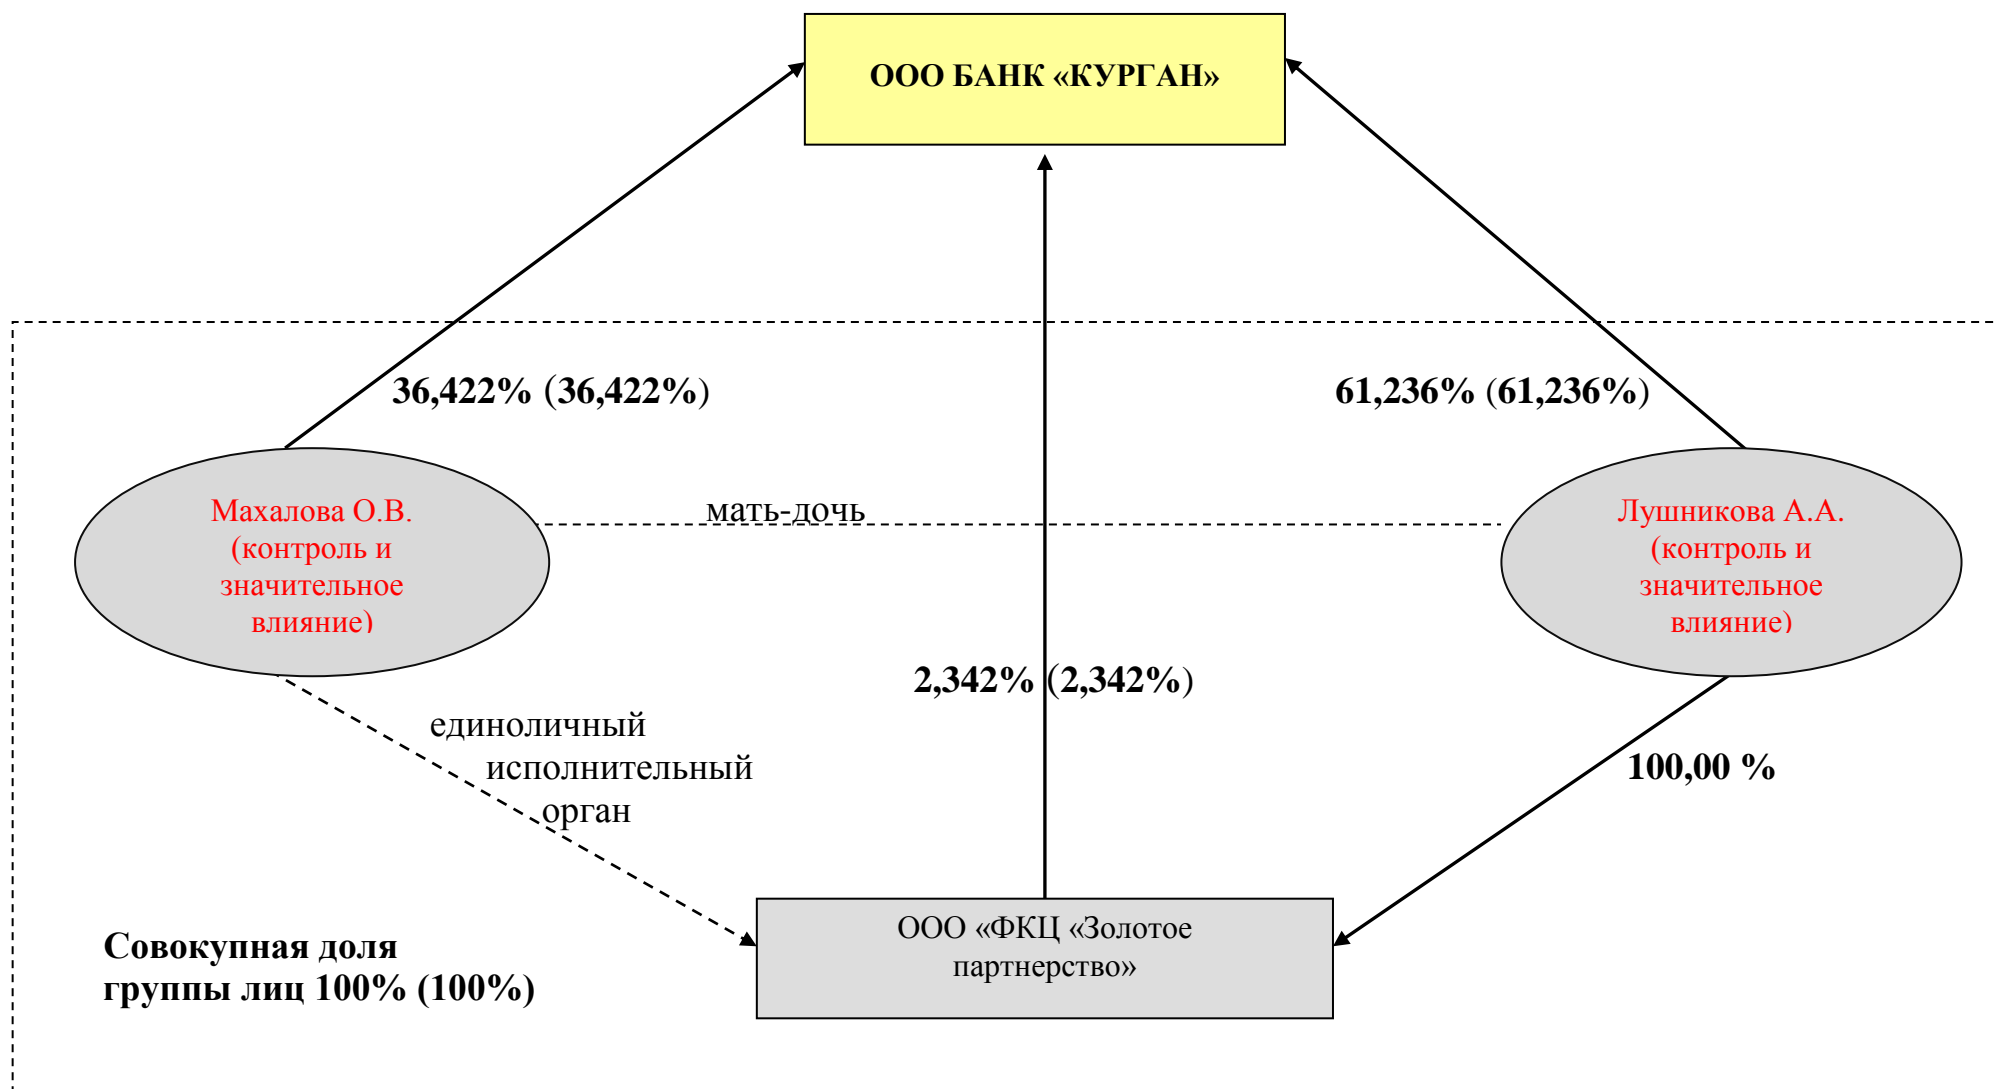 ООО БАНК «КУРГАН»
36,422% (36,422%)
61,236% (61,236%)
Махалова О.В.
(контроль и
значительное
влияние)
мать-дочь
Лушникова А.А.
(контроль и
значительное
влияние)
2,342% (2,342%)
единоличный
исполнительный
орган
100,00 %
ООО «ФКЦ «Золотое
партнерство»
Совокупная доля
группы лиц 100% (100%)